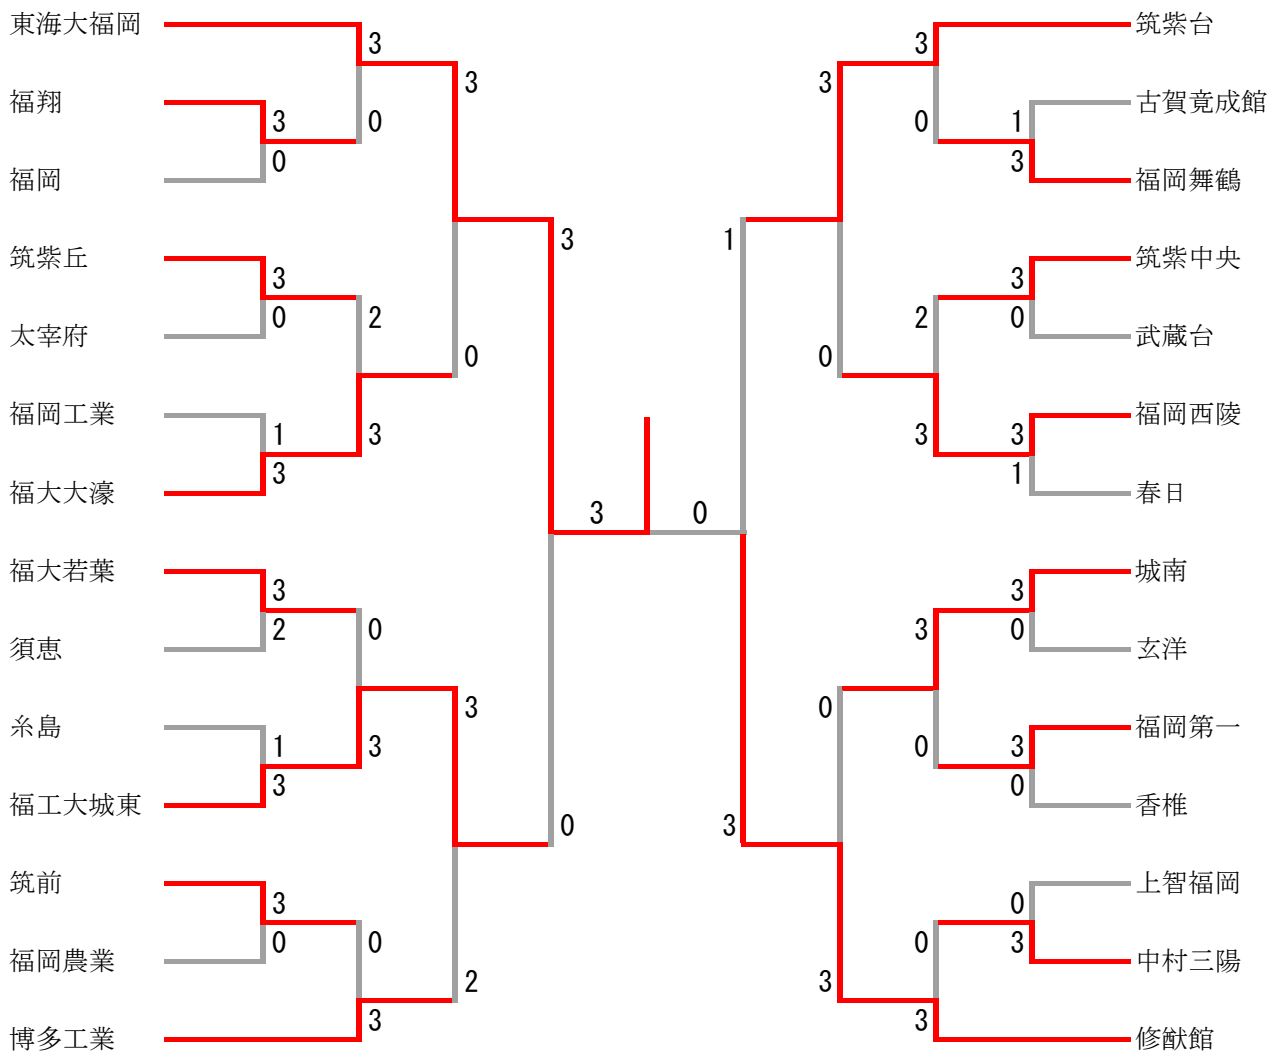 東海大福岡
福翔
福岡
筑紫丘
太宰府
福岡工業
福大大濠
福大若葉
須恵
糸島
福工大城東
筑前
福岡農業
博多工業
3
0
3
0
3
0
2
1
3
3
3
0
3
2
0
1
3
3
3
0
0
3
3
2
3
0
3
0
1
3
3
0
3
0
0
3
3
0
2
3
3
0
0
3
1
3
3
0
3
1
3
0
3
0
0
3
筑紫台
古賀竟成館
福岡舞鶴
筑紫中央
武蔵台
福岡西陵
春日
城南
玄洋
福岡第一
香椎
上智福岡
中村三陽
修猷館